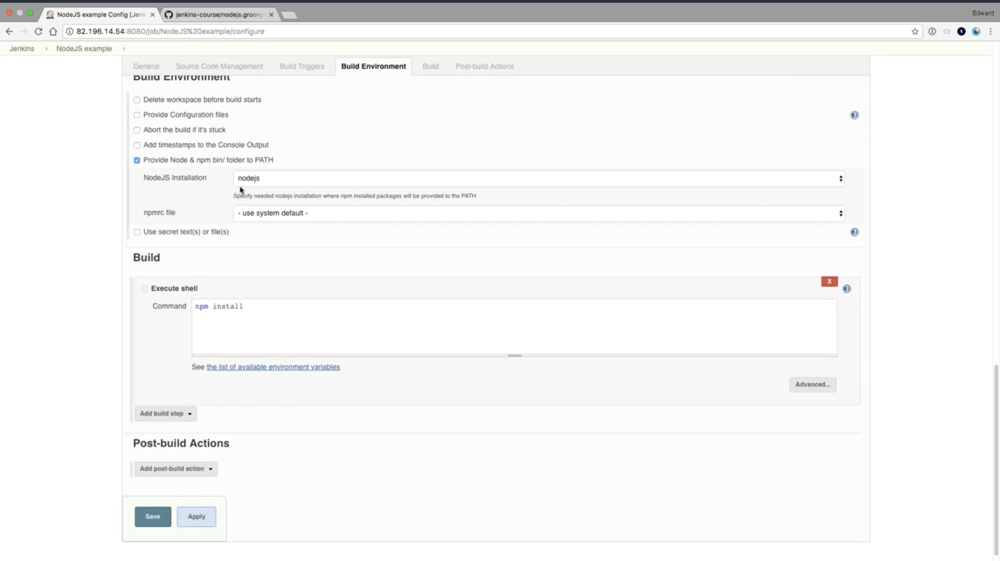 NodeJS example Config [Jenk
jenkins-course/nodejs.groovy
Edward
82.196.14.54:8080/job/NodeJS%20example/configure
Jenkins
NodeJS example
General
Source Code Management
Build Triggers
Build Environment
Build
Post-build Actions
Build Environment
Delete workspace before build starts
Provide Configuration files
Abort the build if it's stuck
Add timestamps to the Console Output
Provide Node & npm bin/ folder to PATH
NodeJS Installation
nodejs
Specify needed nodejs installation where npm installed packages will be provided to the PATH
npmrc file
- use system default -
Use secret text(s) or file(s)
Build
X
Execute shell
Command
npm install
See the list of available environment variables
Advanced...
Add build step
Post-build Actions
Add post-build action
Save
Apply